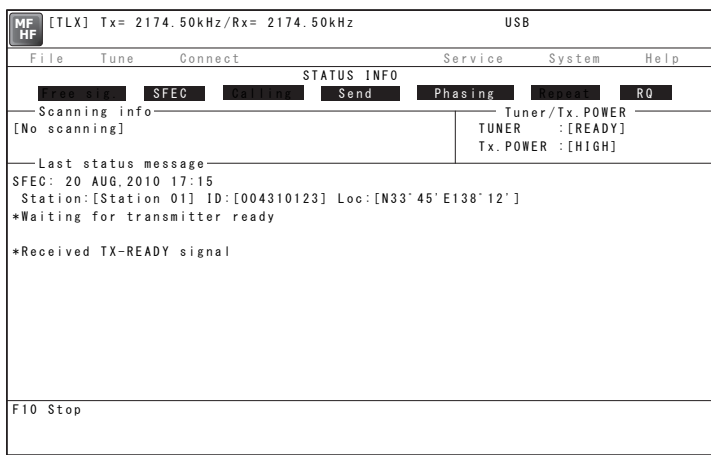 MF
HF
[TLX] Tx= 2174.50kHz/Rx= 2174.50kHz USB
File Tune Connect Service System Help
STATUS INFO
Free sig. SFEC Calling Send Phasing Repeat RQ
Scanning info
[No scanning]
Tuner/Tx.POWER
TUNER :[READY]
Tx.POWER :[HIGH]
Last status message
SFEC: 20 AUG,2010 17:15
Station:[Station 01] ID:[004310123] Loc:[N33°45'E138°12']
*Waiting for transmitter ready
*Received TX-READY signal
F10 Stop